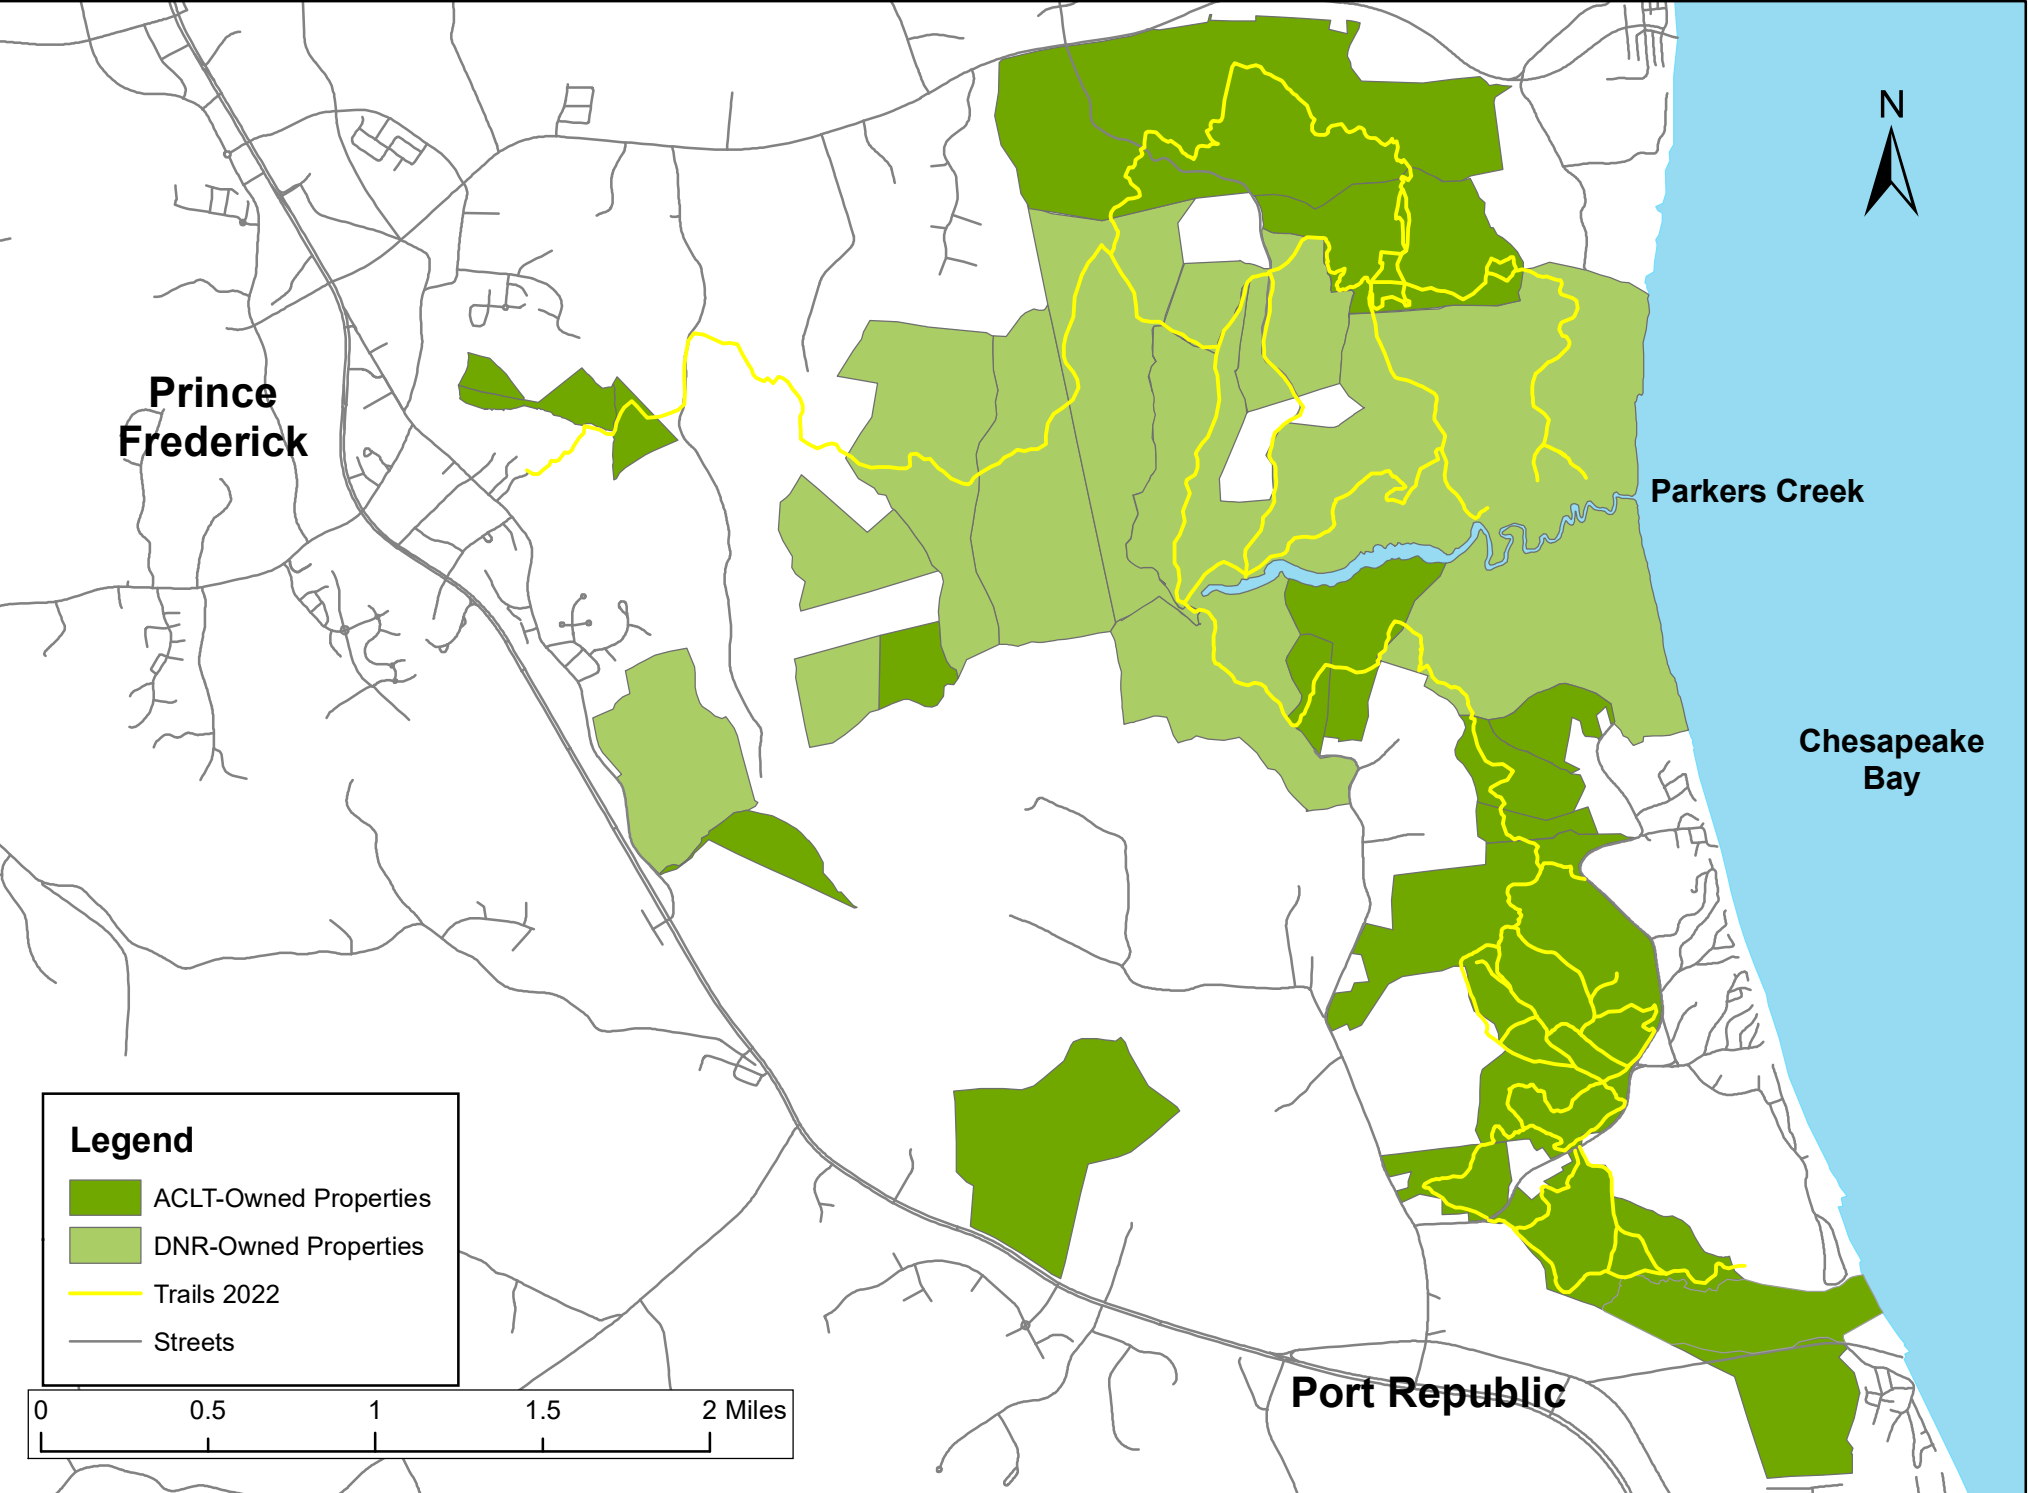 N
Prince
Frederick
Parkers Creek
Chesapeake
Bay
Legend
ACLT-Owned Properties
DNR-Owned Properties
Trails 2022
Streets
0 0.5 1 1.5 2 Miles
Port Republic